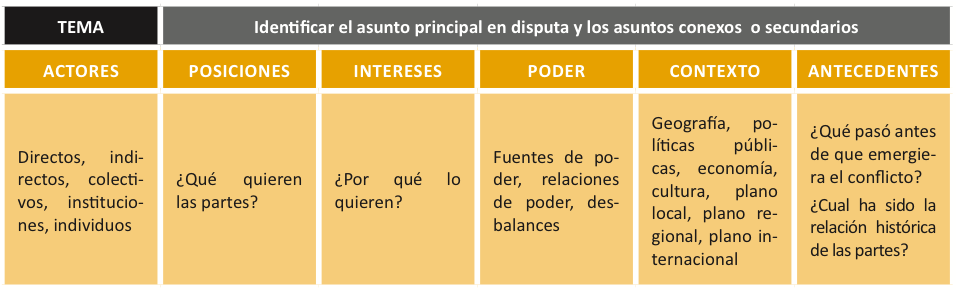 TEMA
Identificar el asunto principal en disputa y los asuntos conexos o secundarios
ACTORES
POSICIONES
INTERESES
PODER
CONTEXTO
ANTECEDENTES
Directos, indi-
rectos, colecti-
vos, institucio-
nes, individuos
¿Qué quieren
las partes?
¿Por qué lo
quieren?
Fuentes de po-
der, relaciones
de poder, des-
balances
Geografía, po-
líticas públi-
cas, economía,
cultura, plano
local, plano re-
gional, plano in-
ternacional
¿Qué pasó antes
de que emergie-
ra el conflicto?
¿Cual ha sido la
relación histórica
de las partes?